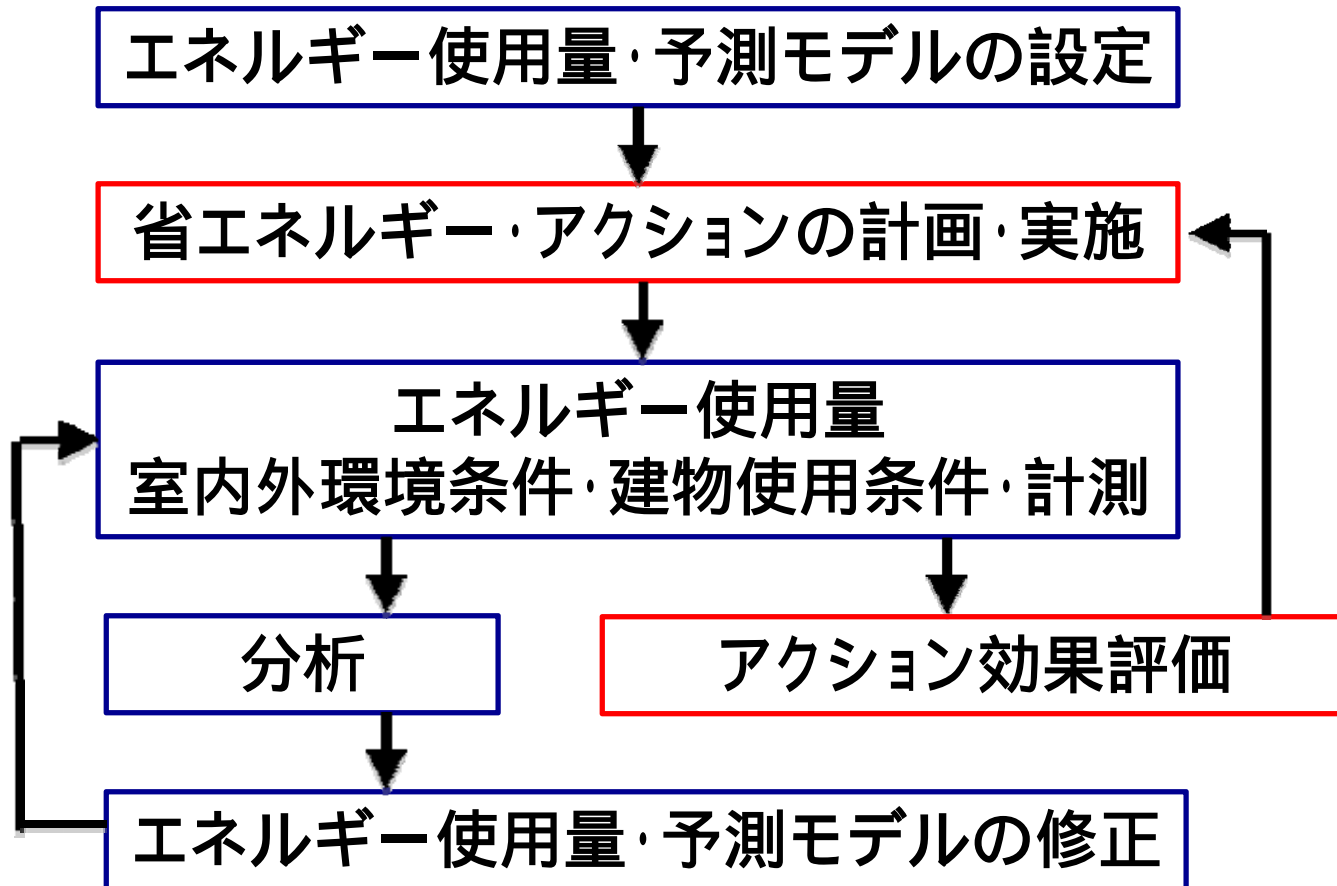 エネルギー使用量・予測モデルの設定
省エネルギー・アクションの計画・実施
エネルギー使用量
室内外環境条件・建物使用条件・計測
分析
アクション効果評価
エネルギー使用量・予測モデルの修正